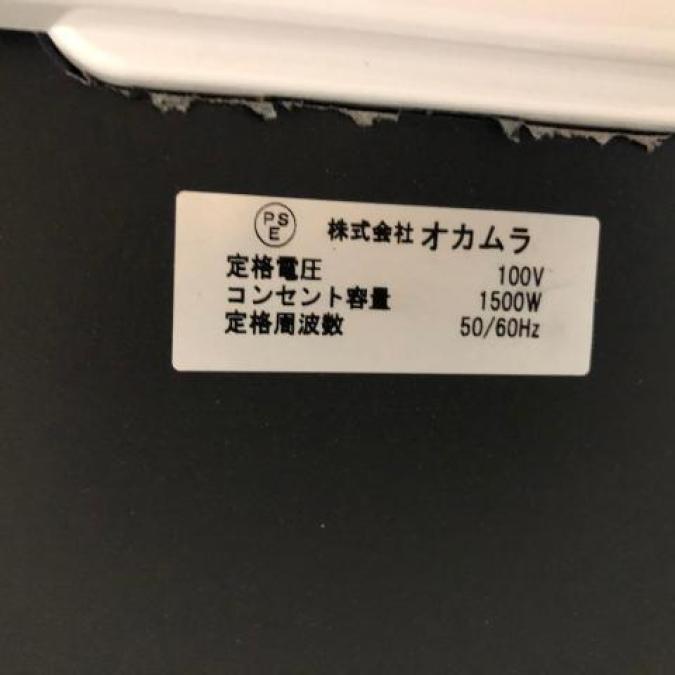 PSE 株式会社 オカムラ
定格電圧 100V
コンセント容量 1500W
定格周波数 50/60Hz